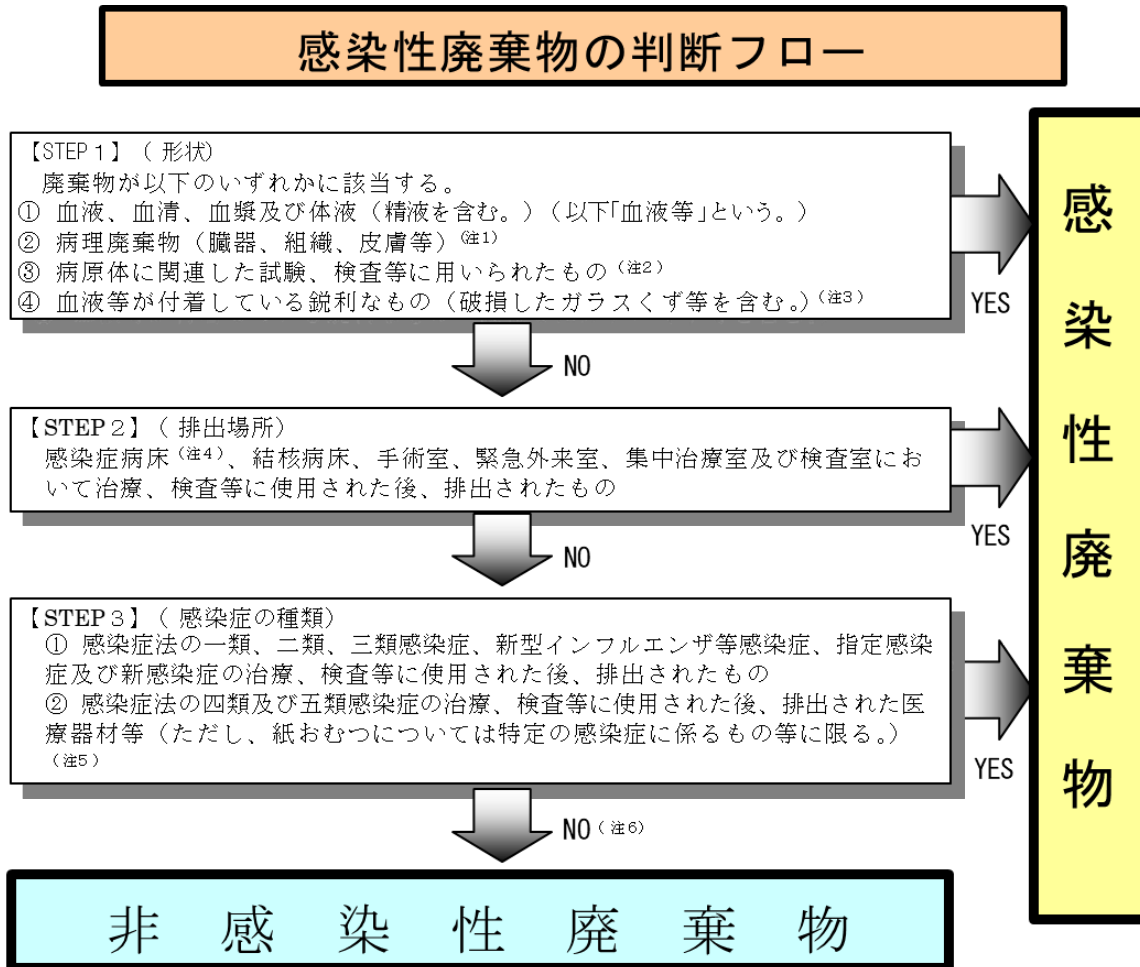 感染性廃棄物の判断フロー
【STEP１】（形状）
廃棄物が以下のいずれかに該当する。
① 血液、血清、血漿及び体液（精液を含む。）（以下「血液等」という。）
② 病理廃棄物（臓器、組織、皮膚等）（注1）
③ 病原体に関連した試験、検査等に用いられたもの（注2）
④ 血液等が付着している鋭利なもの（破損したガラスくず等を含む。）（注3）
YES
NO
【STEP２】（排出場所）
感染症病床（注4）、結核病床、手術室、緊急外来室、集中治療室及び検査室にお
いて治療、検査等に使用された後、排出されたもの
YES
NO
【STEP３】（感染症の種類）
① 感染症法の一類、二類、三類感染症、新型インフルエンザ等感染症、指定感染
症及び新感染症の治療、検査等に使用された後、排出されたもの
② 感染症法の四類及び五類感染症の治療、検査等に使用された後、排出された医
療器材等（ただし、紙おむつについては特定の感染症に係るもの等に限る。）
（注5）
YES
NO（注6）
非感染性廃棄物
感染性廃棄物